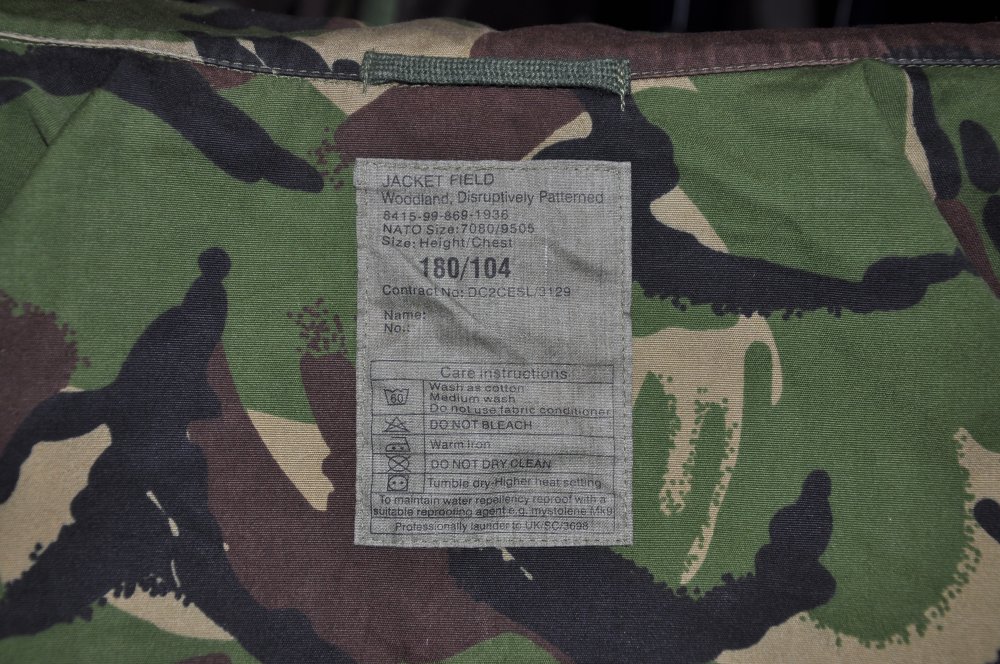 JACKET FIELD
Woodland, Disruptively Patterned
8415-99-869-1936
NATO Size:7080/9505
Size: Height/Chest
180/104
Contract No: DC2CESL/3129
Name:
No.:
Care instructions
60
Wash as cotton
Medium wash
Do not use fabric conditioner
DO NOT BLEACH
Warm Iron
DO NOT DRY CLEAN
Tumble dry-Higher heat setting
To maintain water repellency reproof with a
suitable reproofing agent e.g. mystolene Mk9
Professionally launder to UK/SC/3698